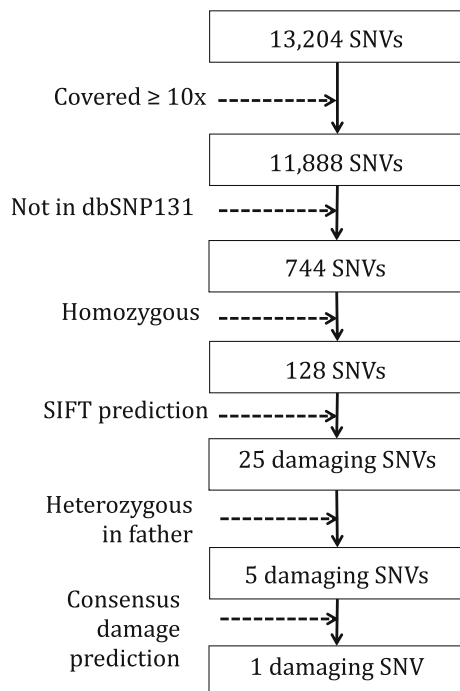 13,204 SNVs
Covered ≥ 10x
11,888 SNVs
Not in dbSNP131
744 SNVs
Homozygous
128 SNVs
SIFT prediction
25 damaging SNVs
Heterozygous
in father
5 damaging SNVs
Consensus
damage
prediction
1 damaging SNV